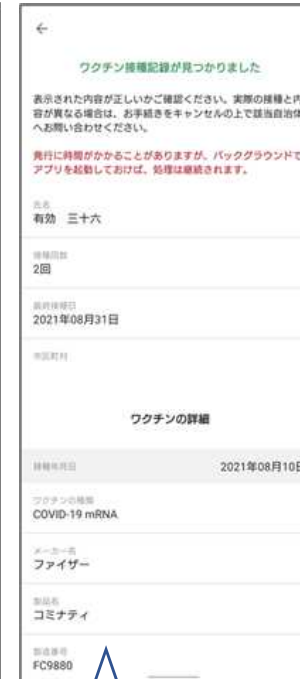 ワクチン接種記録が見つかりました
表示された内容が正しいかご確認ください。実際の接種と内
容が異なる場合は、お手続きをキャンセルの上で該当自治体
へお問い合わせください。
発行に時間がかかることがありますが、バックグラウンドで
アプリを起動しておけば、処理は継続されます。
氏名
有効 三十六
接種回数
2回
最終接種日
2021年08月31日
市区町村
ワクチンの詳細
接種年月日
2021年08月10日
ワクチンの種類
COVID-19 mRNA
メーカー名
ファイザー
製品名
コミナティ
製造番号
FC9880